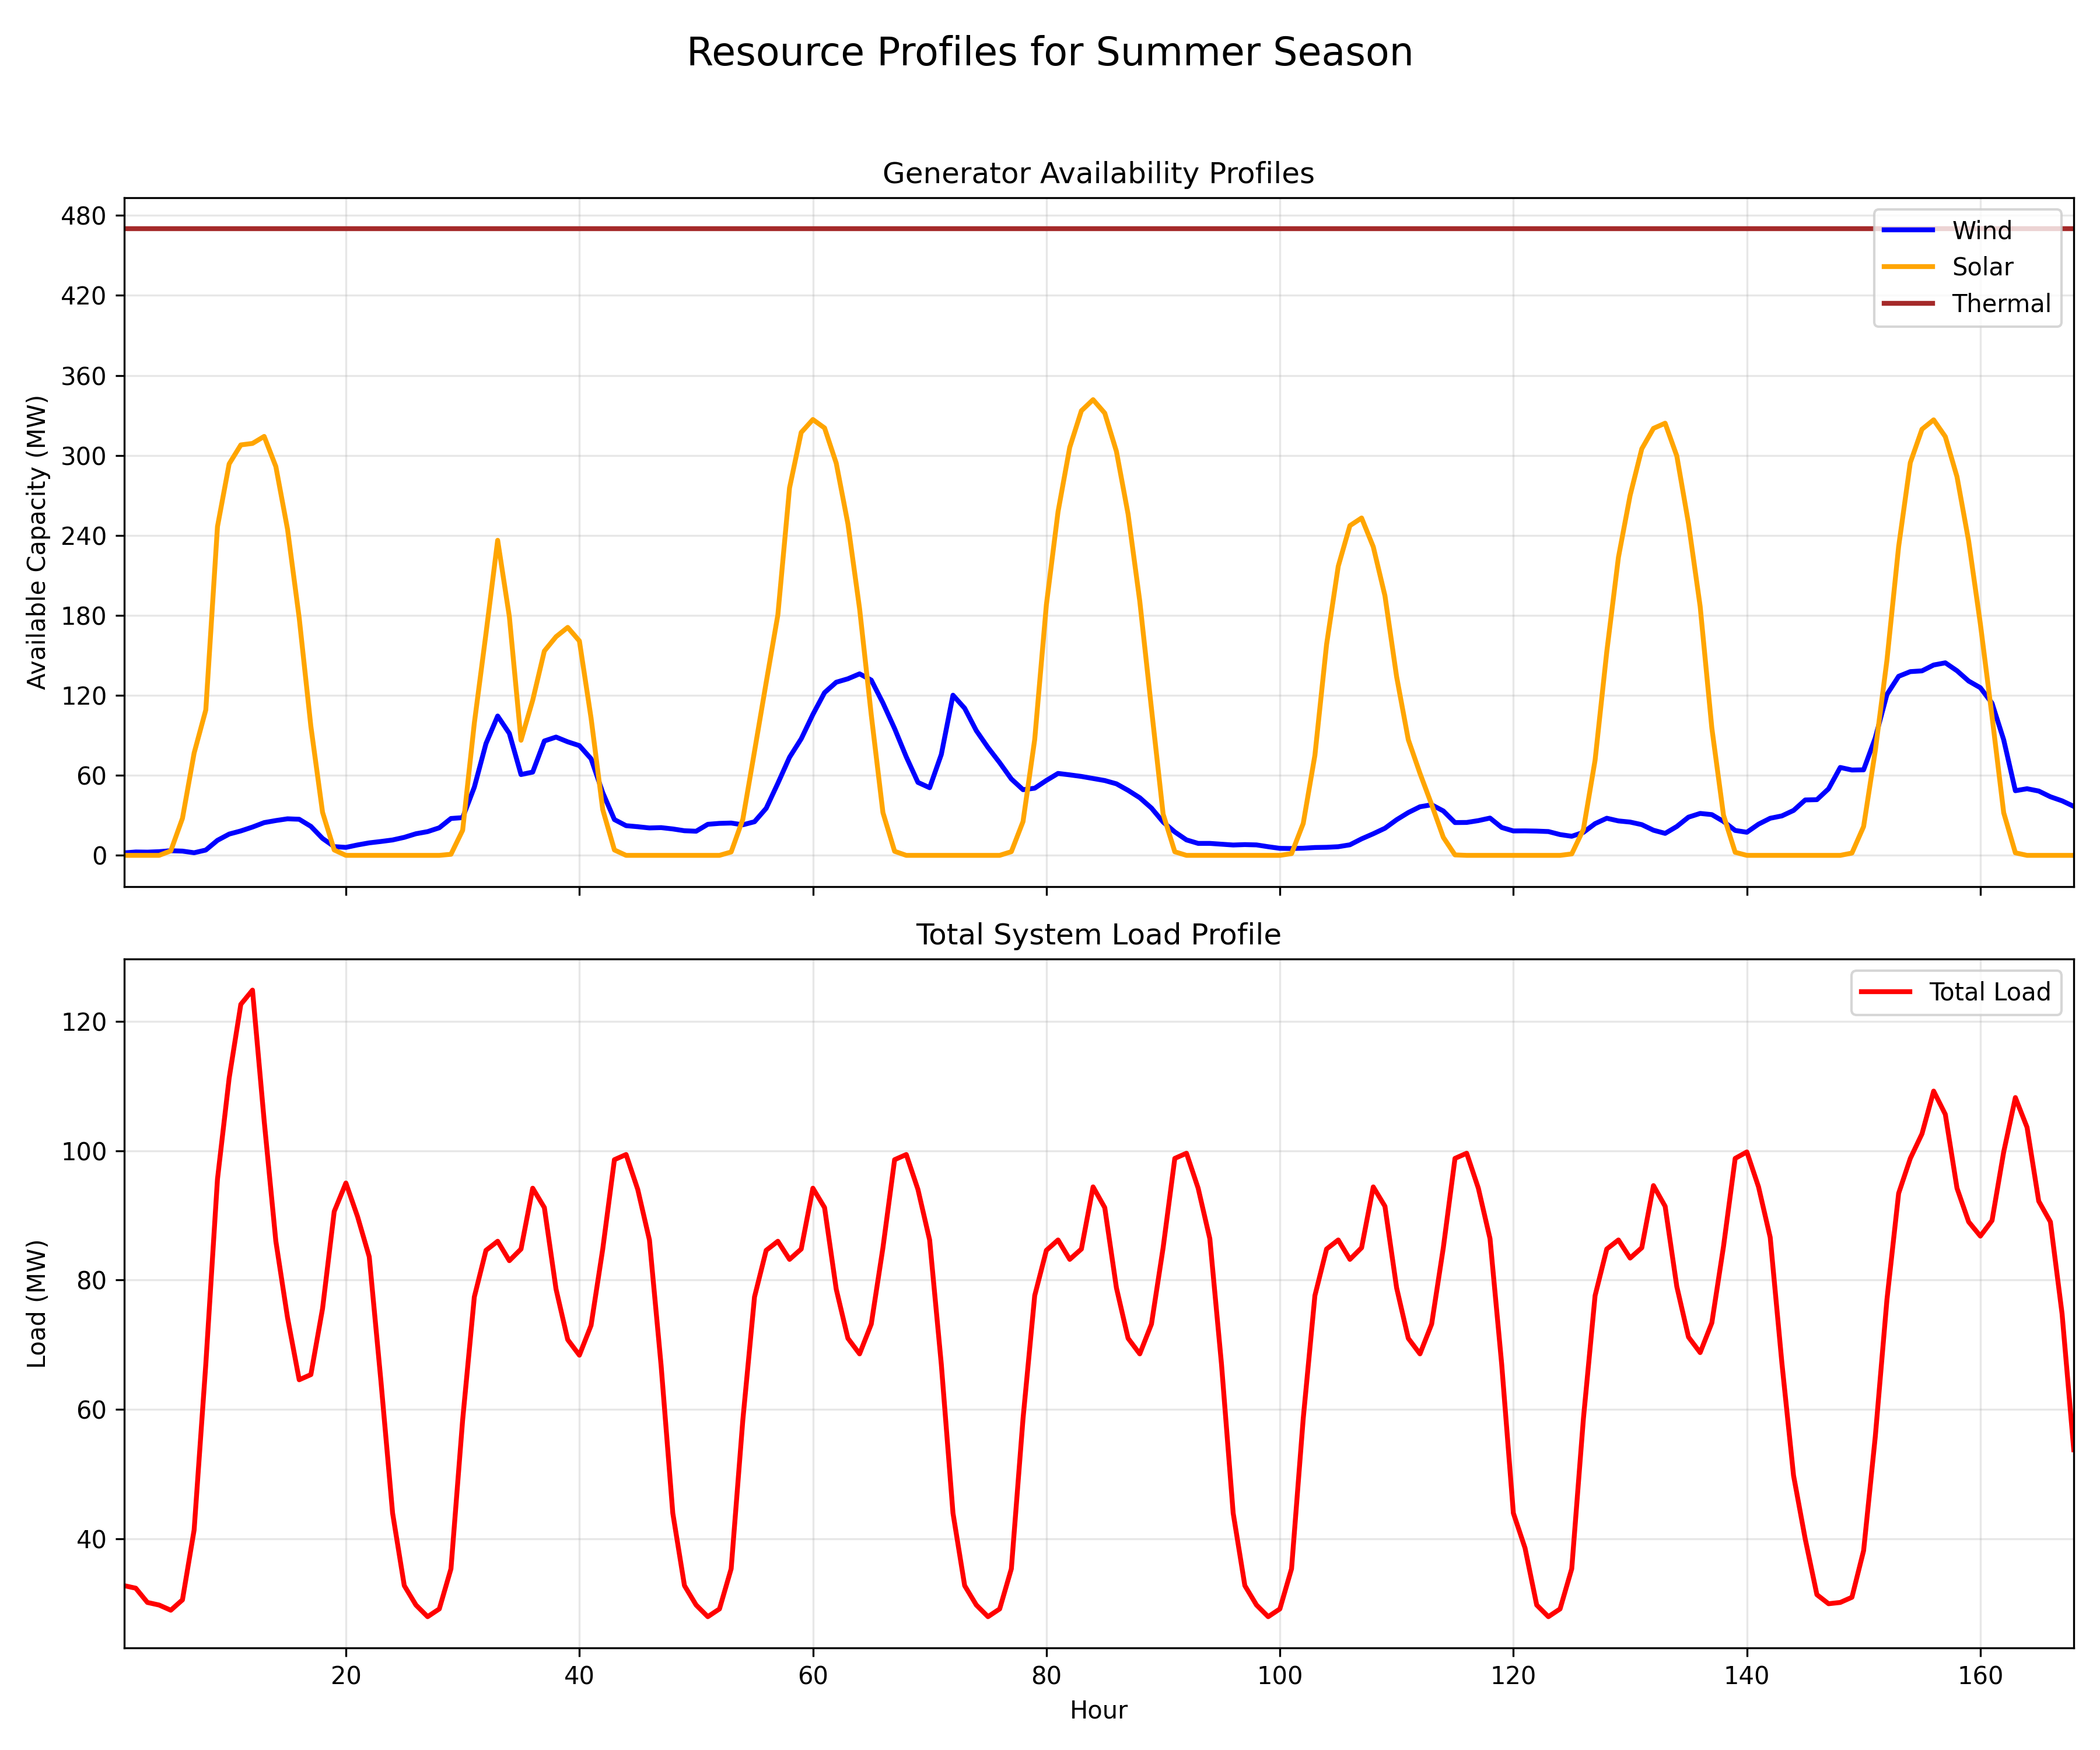 Resource Profiles for Summer Season
Generator Availability Profiles
Available Capacity (MW)
480
420
360
300
240
180
120
60
0
Wind
Solar
Thermal
Total System Load Profile
Load (MW)
120
100
80
60
40
Total Load
20 40 60 80 100 120 140 160
Hour